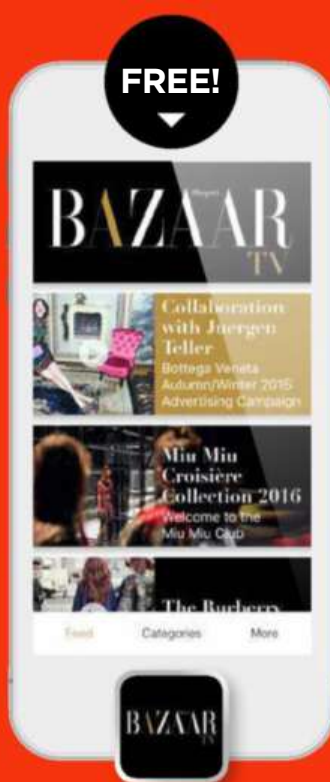 FREE!
Harper's
BAZAAR
TV
Collaboration
with Juergen
Teller
Bottega Veneta
Autumn/Winter 2015
Advertising Campaign
Miu Miu
Croisière
Collection 2016
Welcome to the
Miu Miu Club
The Burberry
Feed
Categories
More
BAZAAR
TV